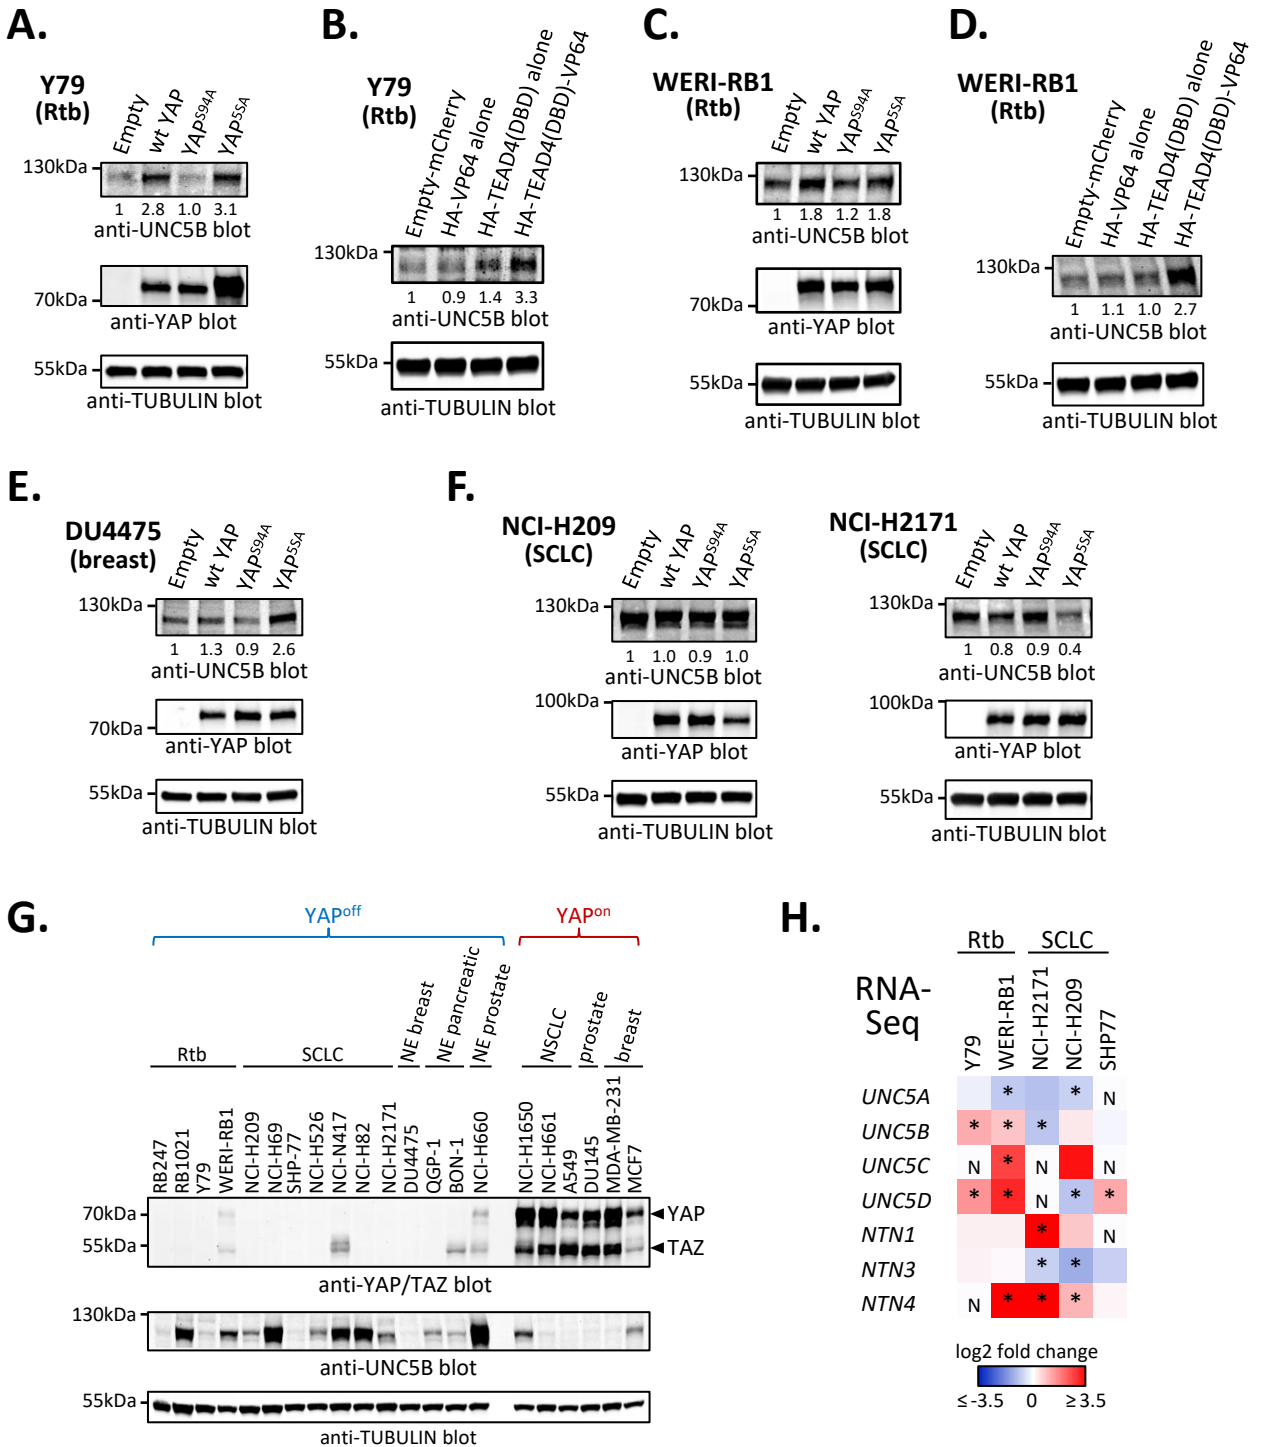 A.
Y79
(Rtb)
Empty
wt YAP
YAPS94A
YAP5SA
130kDa
1 2.8 1.0 3.1
anti-UNC5B blot
70kDa
anti-YAP blot
55kDa
anti-TUBULIN blot
B.
Y79
(Rtb)
Empty-mCherry
HA-VP64 alone
HA-TEAD4(DBD) alone
HA-TEAD4(DBD)-VP64
130kDa
1 0.9 1.4 3.3
anti-UNC5B blot
55kDa
anti-TUBULIN blot
C.
WERI-RB1
(Rtb)
Empty
wt YAP
YAPS94A
YAP5SA
130kDa
1 1.8 1.2 1.8
anti-UNC5B blot
70kDa
anti-YAP blot
55kDa
anti-TUBULIN blot
D.
WERI-RB1
(Rtb)
Empty-mCherry
HA-VP64 alone
HA-TEAD4(DBD) alone
HA-TEAD4(DBD)-VP64
130kDa
1 1.1 1.0 2.7
anti-UNC5B blot
55kDa
anti-TUBULIN blot
E.
DU4475
(breast)
Empty
wt YAP
YAPS94A
YAP5SA
130kDa
1 1.3 0.9 2.6
anti-UNC5B blot
70kDa
anti-YAP blot
55kDa
anti-TUBULIN blot
F.
NCI-H209
(SCLC)
Empty
wt YAP
YAPS94A
YAP5SA
130kDa
1 1.0 0.9 1.0
anti-UNC5B blot
100kDa
anti-YAP blot
55kDa
anti-TUBULIN blot
NCI-H2171
(SCLC)
Empty
wt YAP
YAPS94A
YAP5SA
130kDa
1 0.8 0.9 0.4
anti-UNC5B blot
100kDa
anti-YAP blot
55kDa
anti-TUBULIN blot
G.
YAPoff
YAPon
Rtb
SCLC
NE breast
NE pancreatic
NE prostate
NSCLC
prostate
breast
RB247
RB1021
Y79
WERI-RB1
NCI-H209
NCI-H69
SHP-77
NCI-H526
NCI-N417
NCI-H82
NCI-H2171
DU4475
QGP-1
BON-1
NCI-H660
NCI-H1650
NCI-H661
A549
DU145
MDA-MB-231
MCF7
70kDa
YAP
55kDa
TAZ
anti-YAP/TAZ blot
130kDa
anti-UNC5B blot
55kDa
anti-TUBULIN blot
H.
Rtb
SCLC
RNA-
Seq
Y79
WERI-RB1
NCI-H2171
NCI-H209
SHP77
UNC5A * * N
UNC5B * * *
UNC5C N * N N
UNC5D * * N * *
NTN1 * N
NTN3 * *
NTN4 N * * *
log2 fold change
≤ -3.5 0 ≥ 3.5